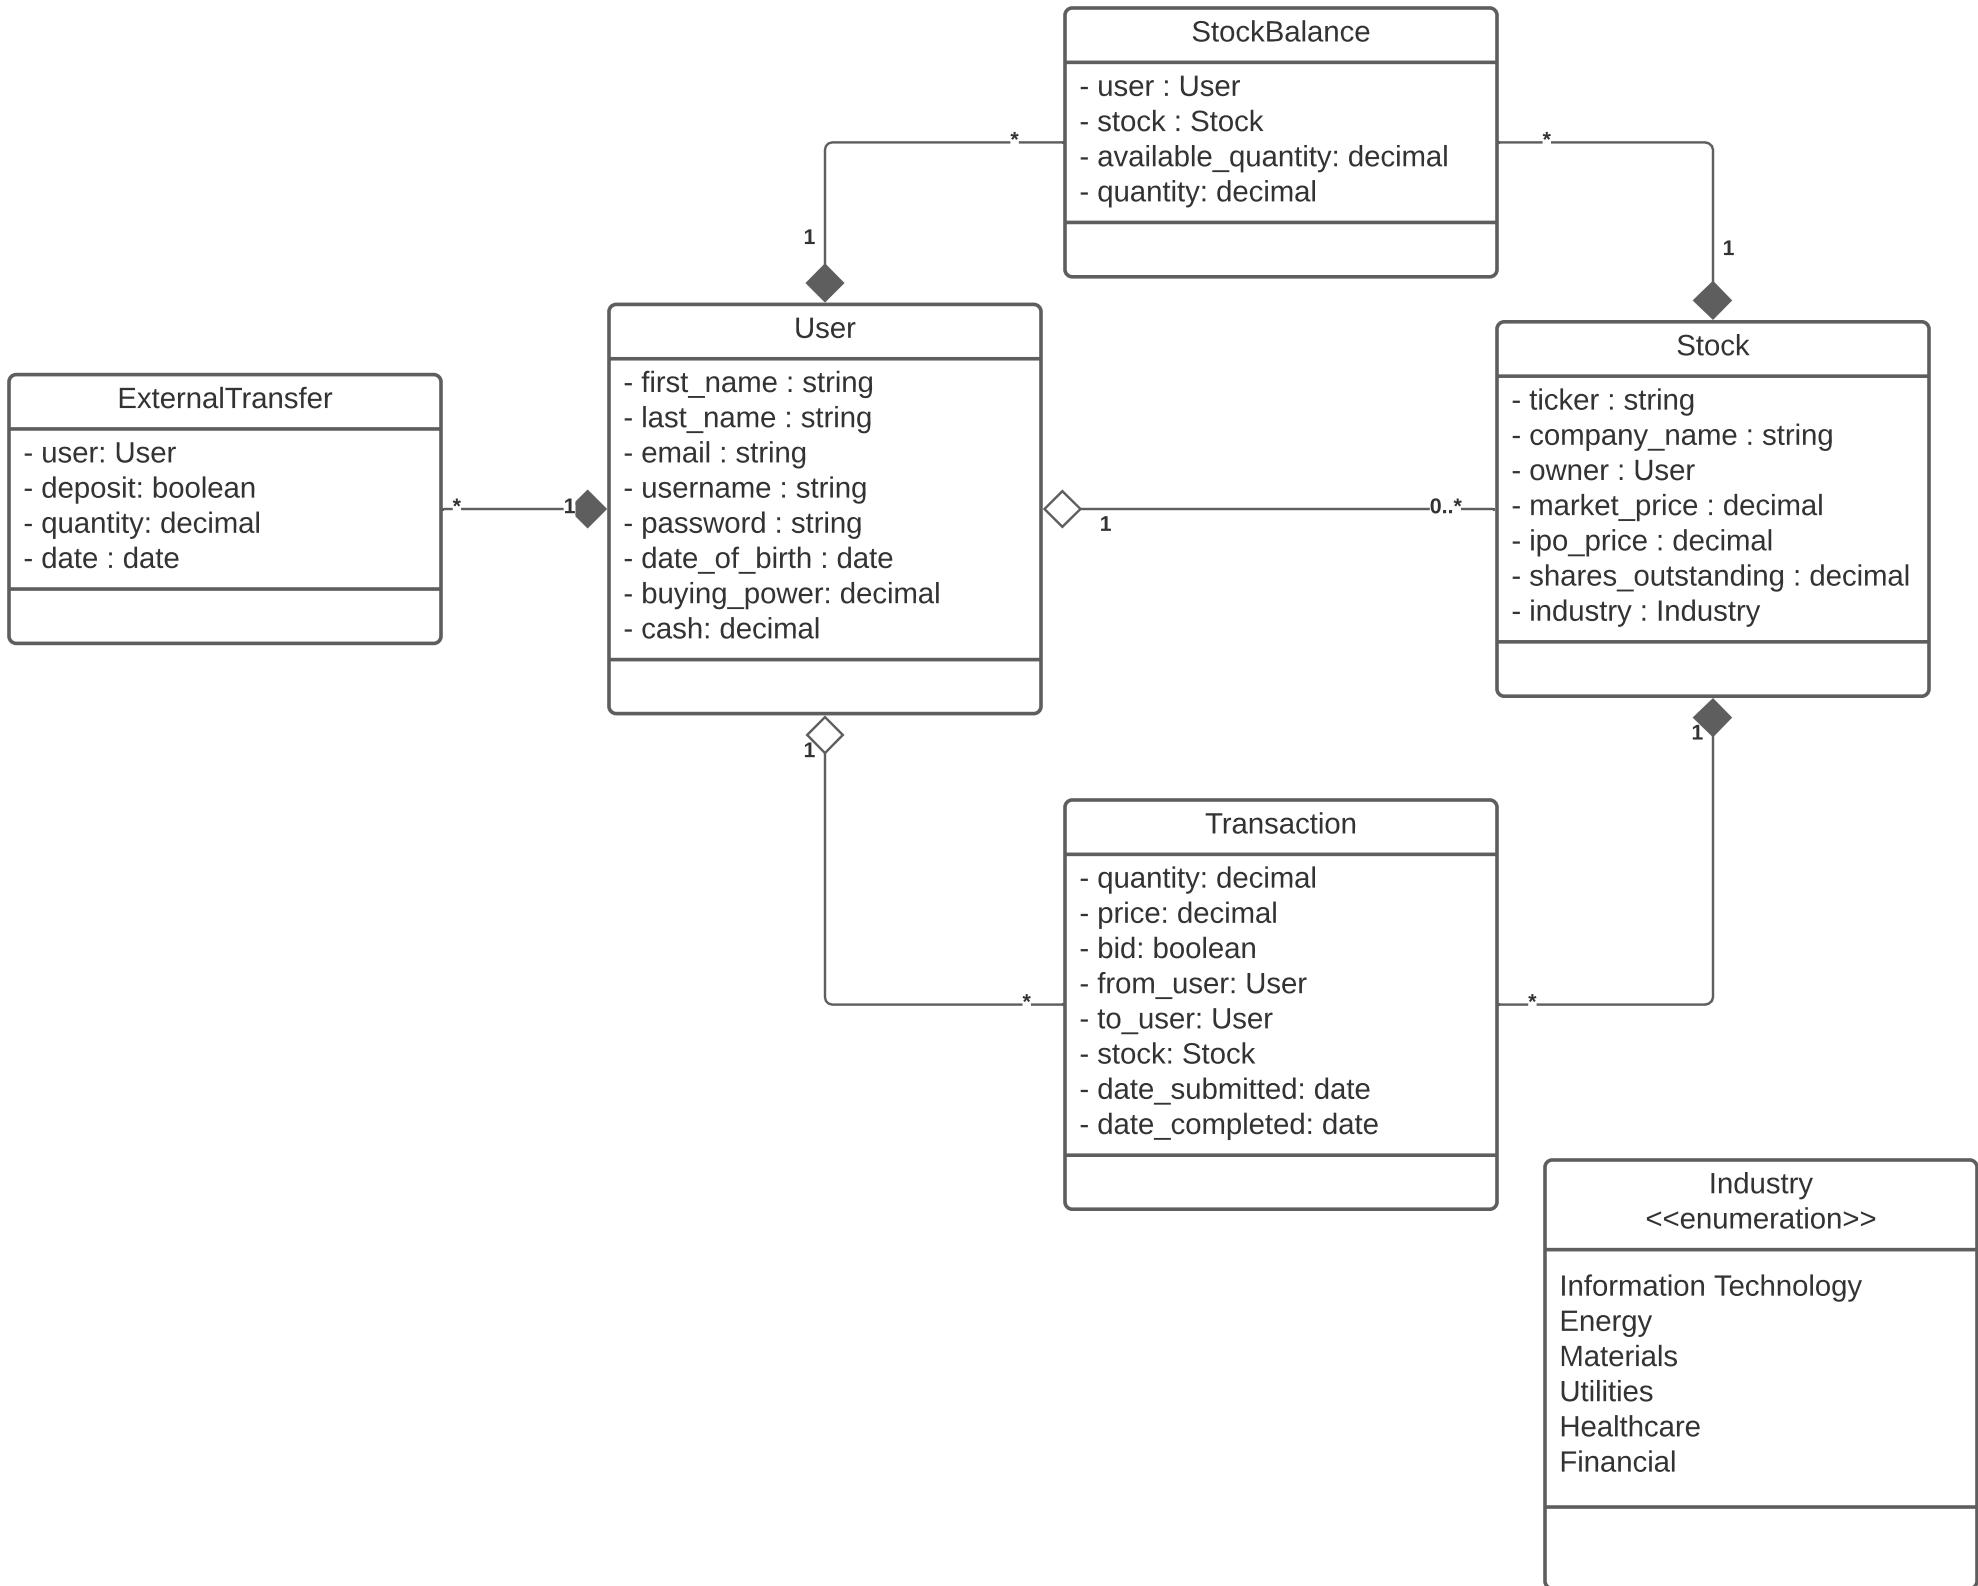 StockBalance
- user : User
- stock : Stock
- available_quantity: decimal
- quantity: decimal
*
*
1
1
User
- first_name : string
- last_name : string
- email : string
- username : string
- password : string
- date_of_birth : date
- buying_power: decimal
- cash: decimal
Stock
- ticker : string
- company_name : string
- owner : User
- market_price : decimal
- ipo_price : decimal
- shares_outstanding : decimal
- industry : Industry
ExternalTransfer
- user: User
- deposit: boolean
- quantity: decimal
- date : date
*
1
1
0..*
1
1
Transaction
- quantity: decimal
- price: decimal
- bid: boolean
- from_user: User
- to_user: User
- stock: Stock
- date_submitted: date
- date_completed: date
*
*
Industry
<<enumeration>>
Information Technology
Energy
Materials
Utilities
Healthcare
Financial